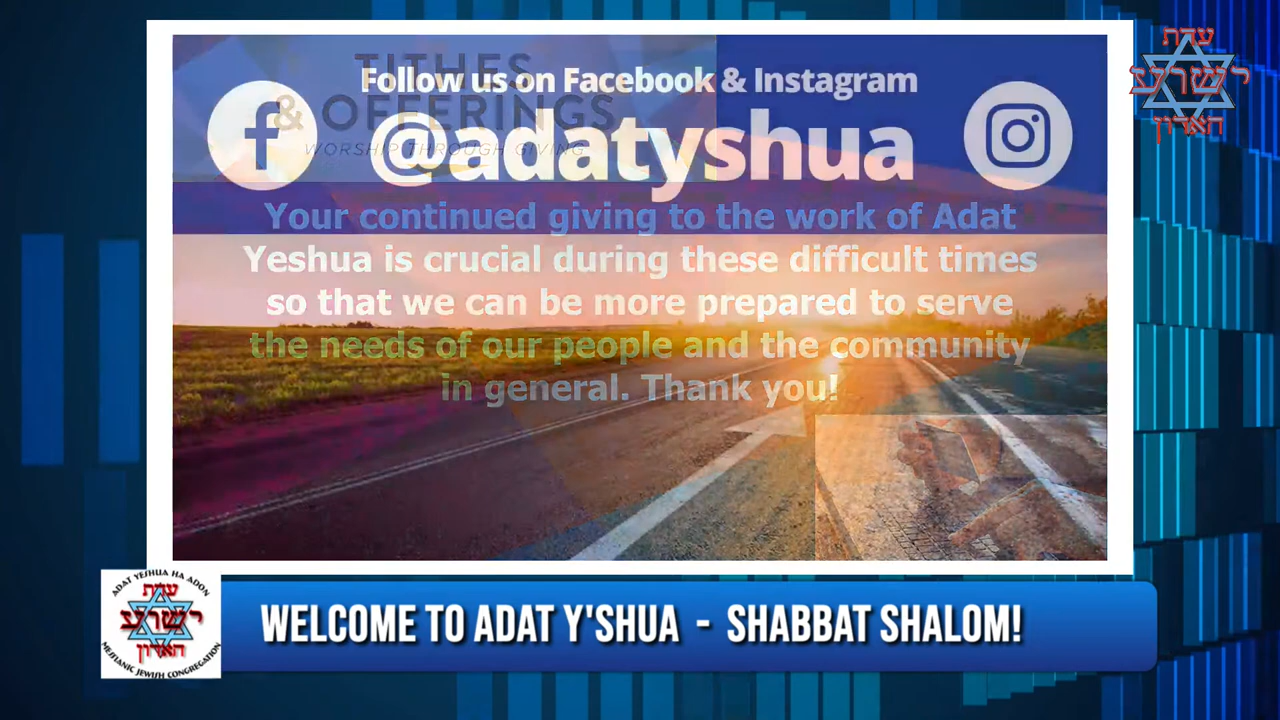 TITHES
& OFFERINGS
WORSHIP THROUGH GIVING
Follow us on Facebook & Instagram
@adatyshua
Your continued giving to the work of Adat
Yeshua is crucial during these difficult times
so that we can be more prepared to serve
the needs of our people and the community
in general. Thank you!
עדת
ישוע
האדון
ADAT YESHUA HA ADON
עדת
ישוע
האדון
MESSIANIC JEWISH CONGREGATION
WELCOME TO ADAT Y'SHUA - SHABBAT SHALOM!